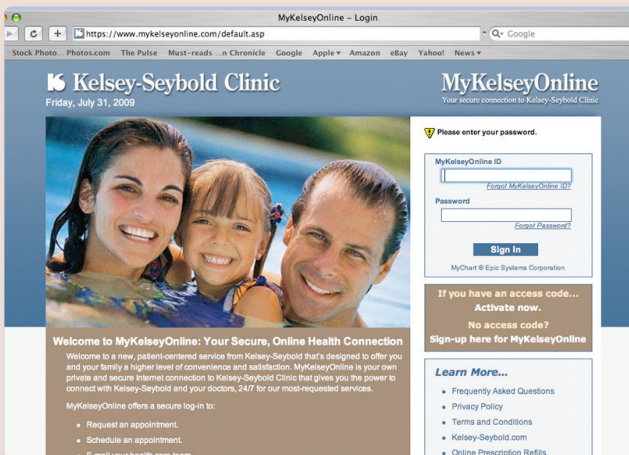 MyKelseyOnline – Login
https://www.mykelseyonline.com/default.asp
Google
Stock Photo... Photos.com The Pulse Must-reads ...n Chronicle Google Apple Amazon eBay Yahoo! News
Kelsey-Seybold Clinic
Friday, July 31, 2009
MyKelseyOnline
Your secure connection to Kelsey-Seybold Clinic
Please enter your password.
MyKelseyOnline ID
Forgot MyKelseyOnline ID?
Password
Forgot Password?
Sign In
MyChart ® Epic Systems Corporation
If you have an access code...
Activate now.
No access code?
Sign-up here for MyKelseyOnline
Welcome to MyKelseyOnline: Your Secure, Online Health Connection
Welcome to a new, patient-centered service from Kelsey-Seybold that's designed to offer you
and your family a higher level of convenience and satisfaction. MyKelseyOnline is your own
private and secure Internet connection to Kelsey-Seybold Clinic that gives you the power to
connect with Kelsey-Seybold and your doctors, 24/7 for our most-requested services.
MyKelseyOnline offers a secure log-in to:
• Request an appointment.
• Schedule an appointment.
• E-mail your health care team.
Learn More...
• Frequently Asked Questions
• Privacy Policy
• Terms and Conditions
• Kelsey-Seybold.com
• Online Prescription Refills